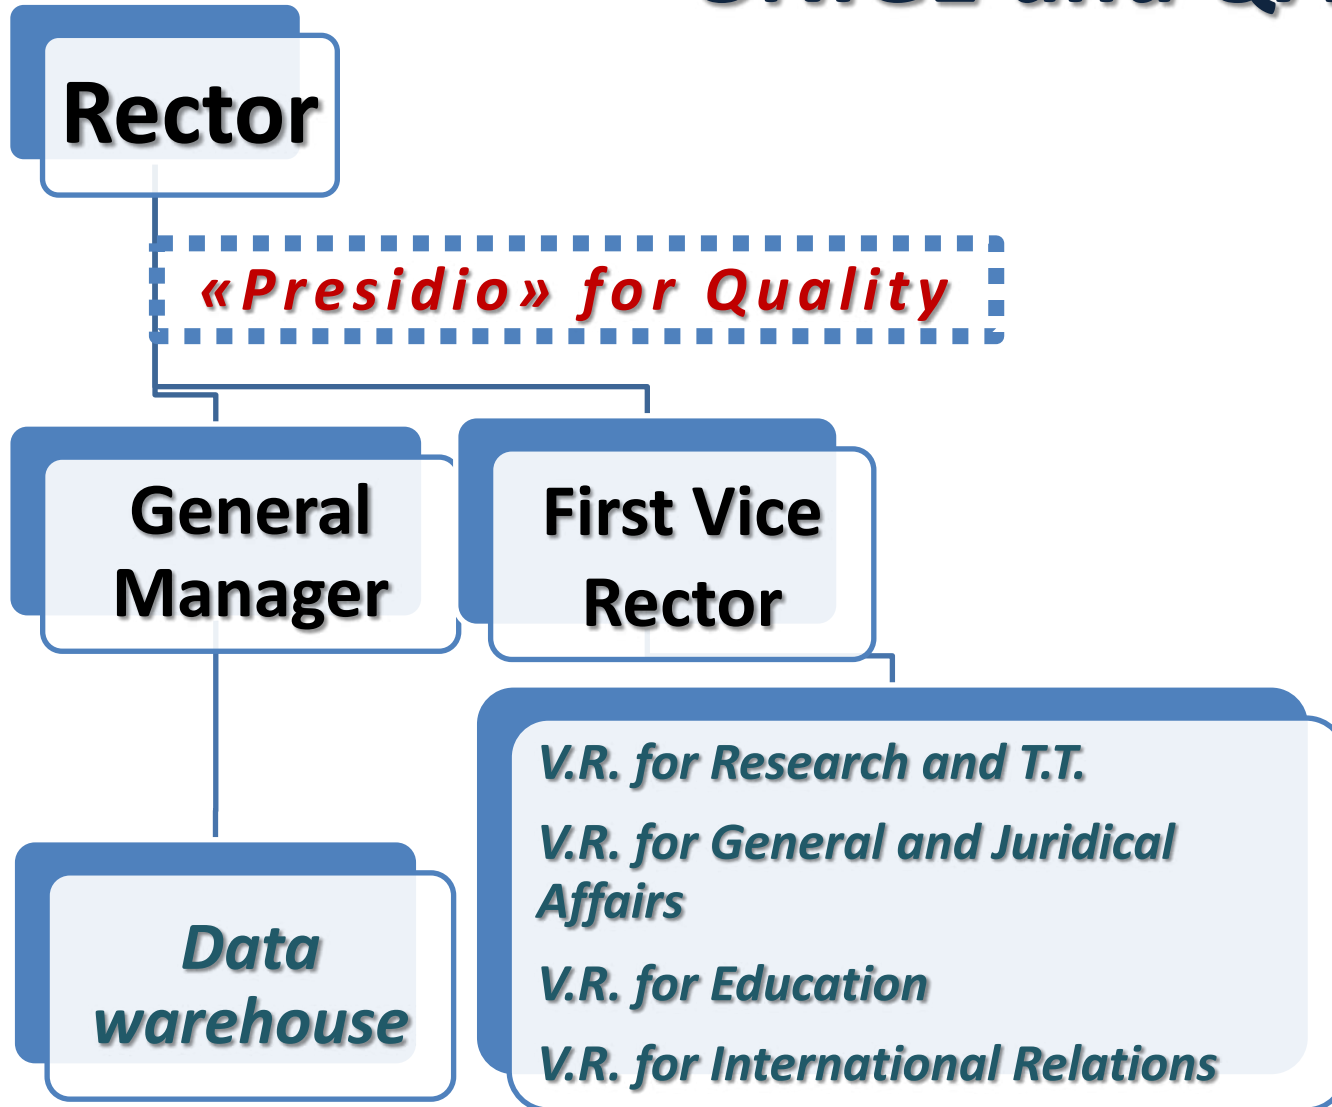 and
Rector
«Presidio» for Quality
General
Manager
First Vice
Rector
V.R. for Research and T.T.
V.R. for General and Juridical
Affairs
V.R. for Education
V.R. for International Relations
Data
warehouse